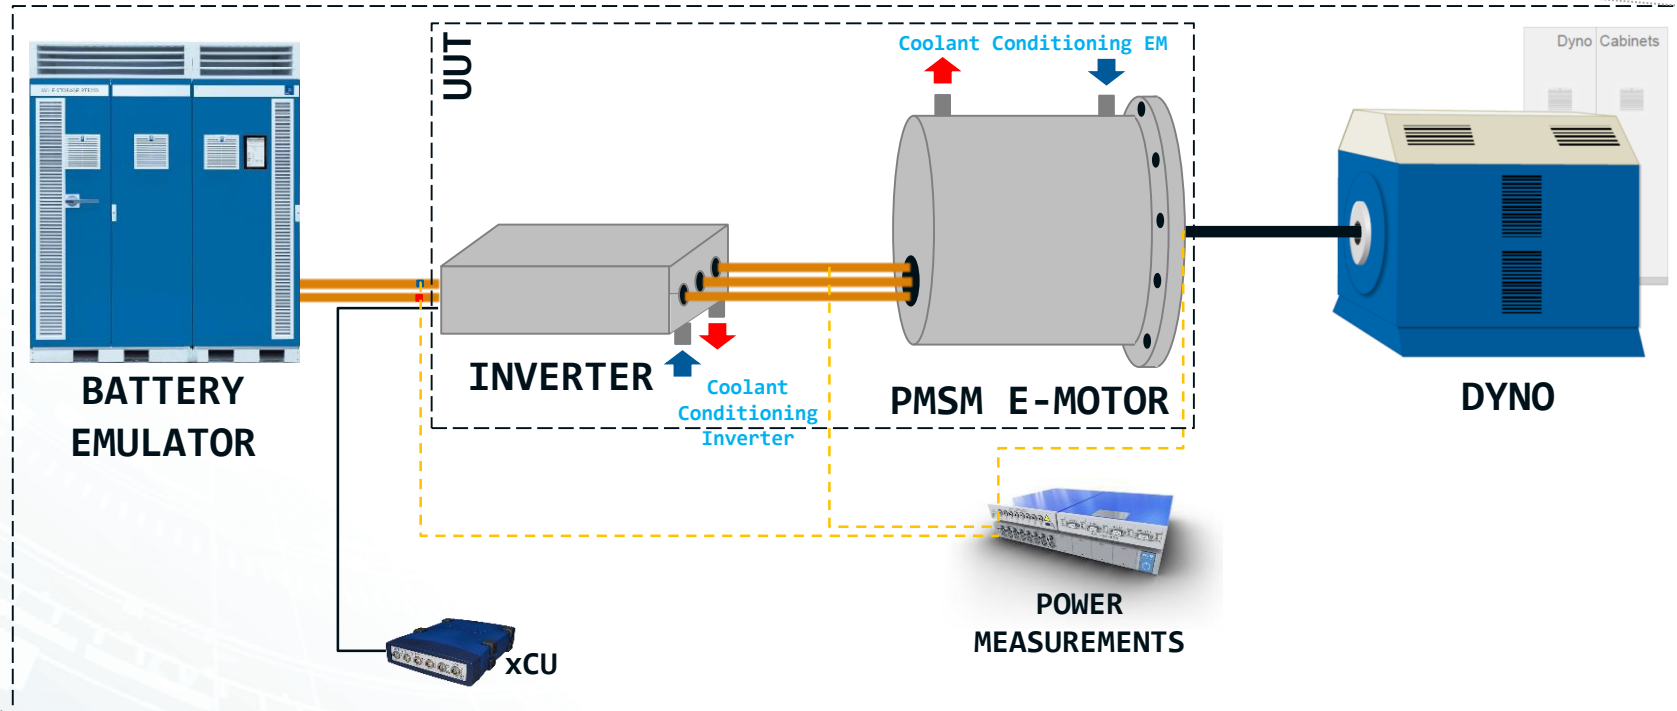 UUT
Coolant Conditioning EM
Dyno Cabinets
BATTERY
EMULATOR
INVERTER
Coolant
Conditioning
Inverter
PMSM E-MOTOR
DYNO
POWER
MEASUREMENTS
xCU